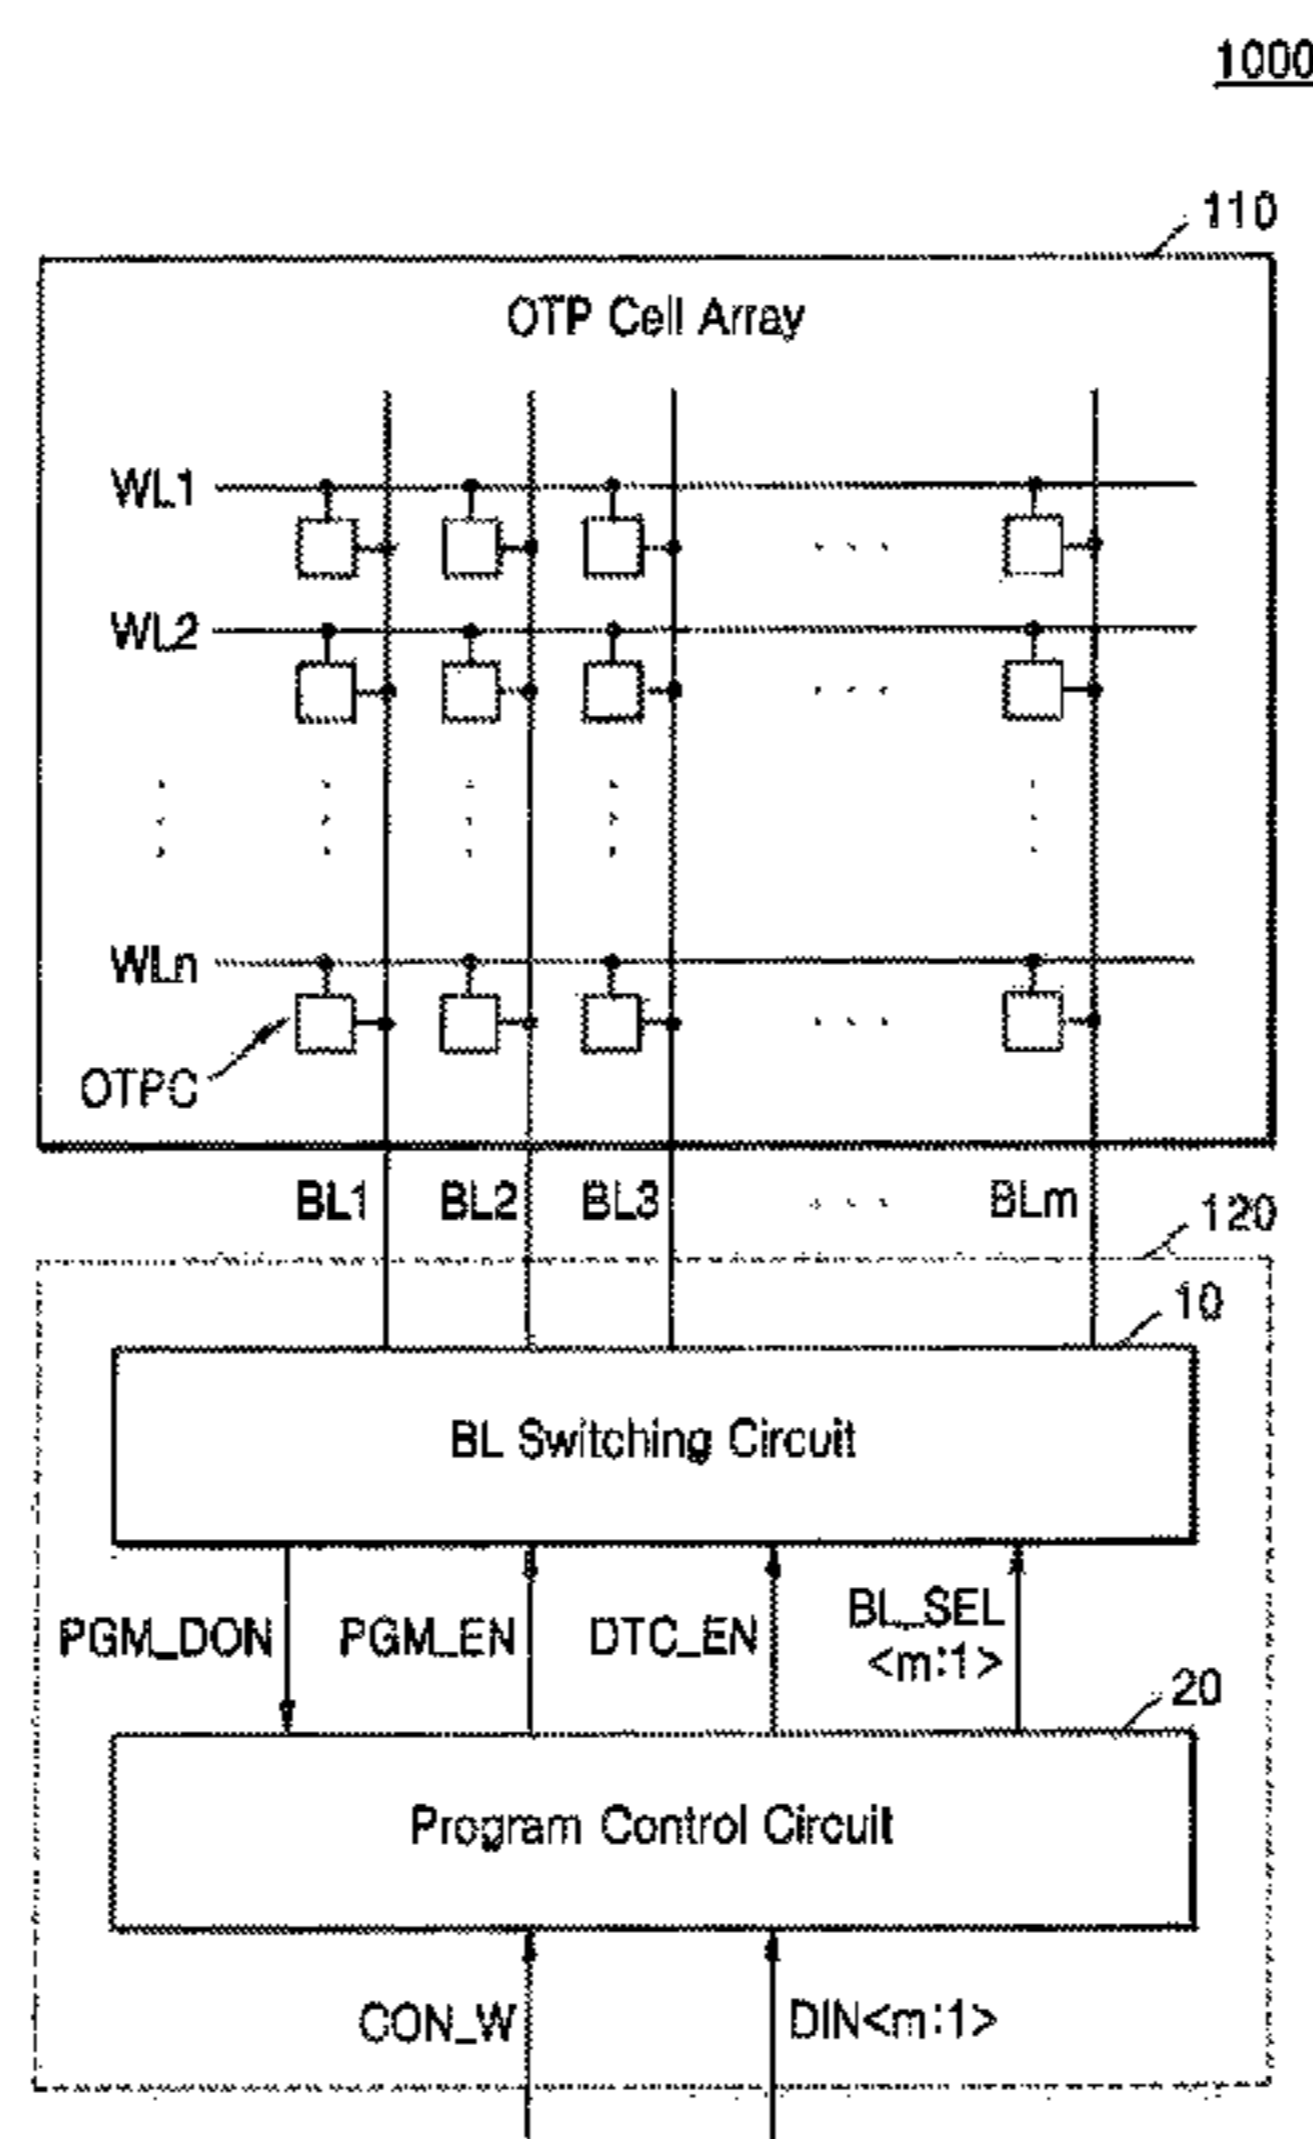 1000
110
OTP Cell Array
WL1
WL2
WLn
OTPC
BL1 BL2 BL3 BLm
120
10
BL Switching Circuit
PGM_DON PGM_EN DTC_EN BL_SEL
<m:1>
20
Program Control Circuit
CON_W DIN<m:1>